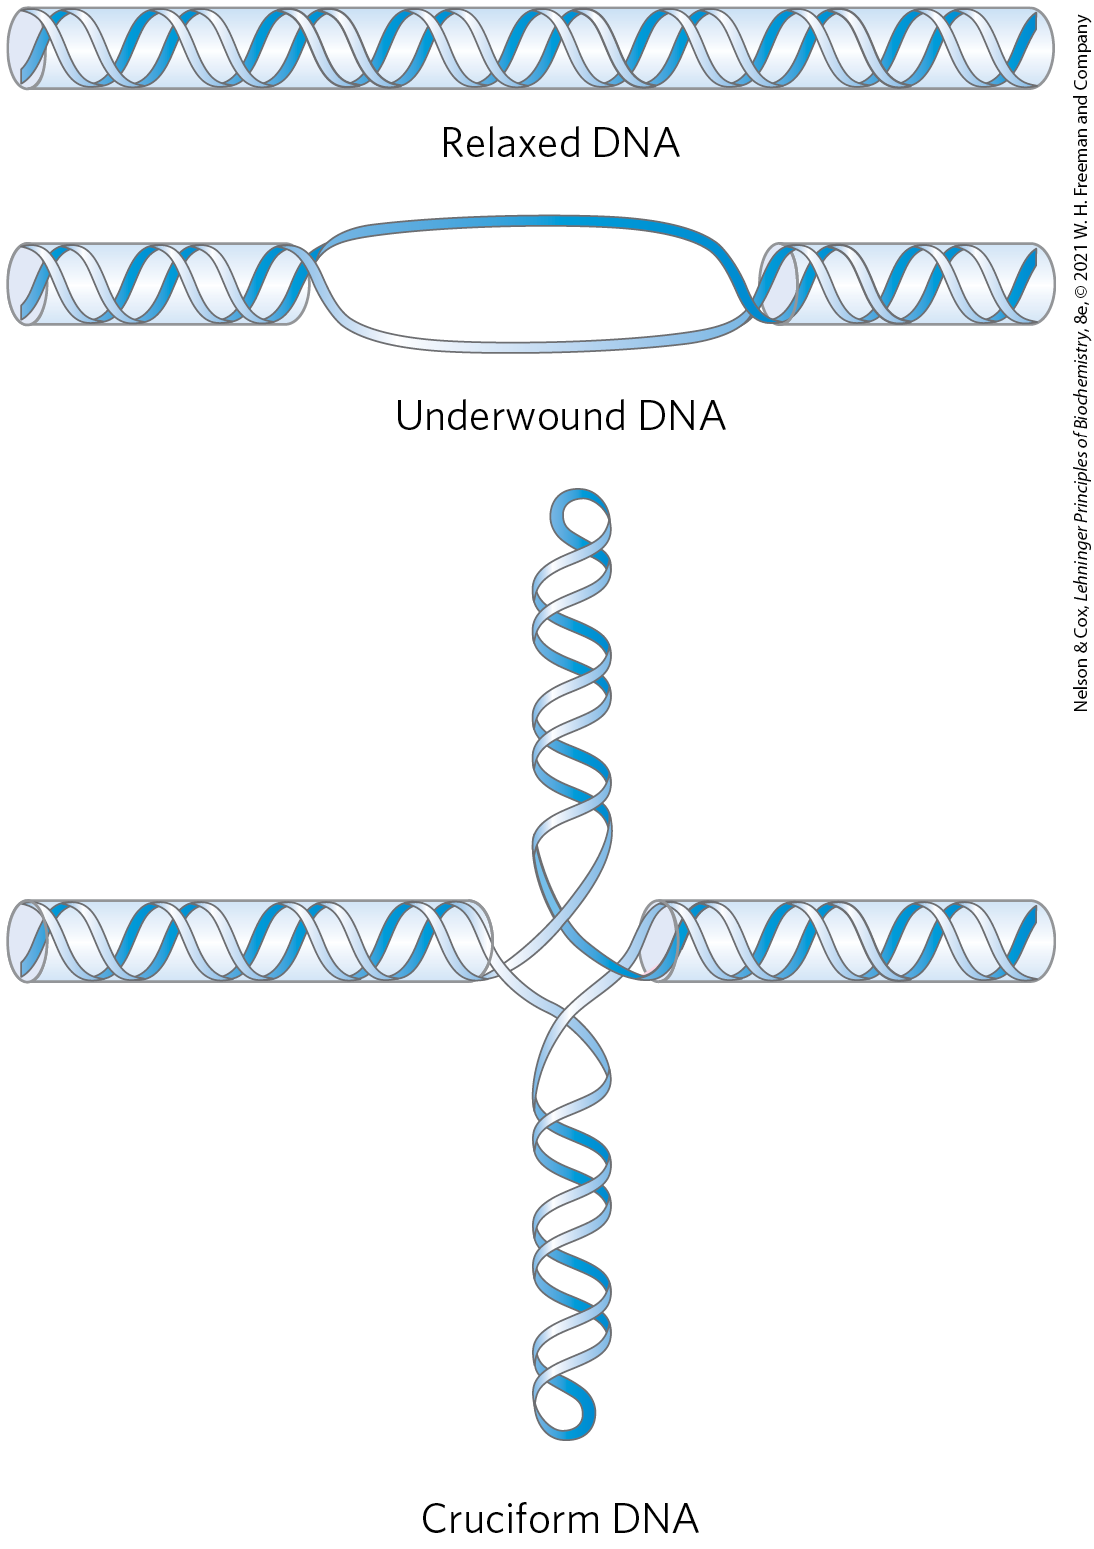 Relaxed DNA
Underwound DNA
Cruciform DNA
Nelson & Cox, Lehninger Principles of Biochemistry, 8e, © 2021 W. H. Freeman and Company